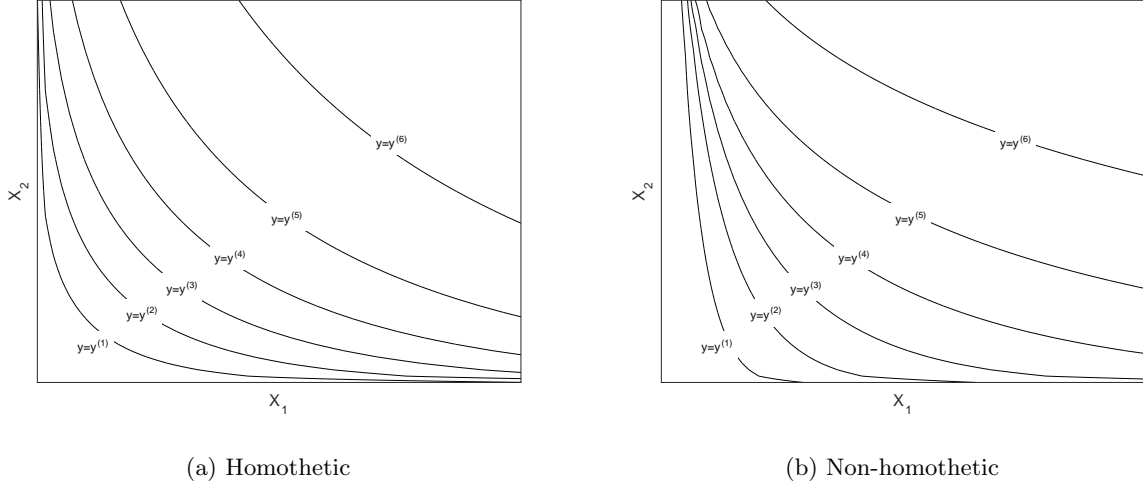 y=y(6)
y=y(5)
y=y(4)
y=y(3)
y=y(2)
y=y(1)
X2
X1
(a) Homothetic
y=y(6)
y=y(5)
y=y(4)
y=y(3)
y=y(2)
y=y(1)
X2
X1
(b) Non-homothetic